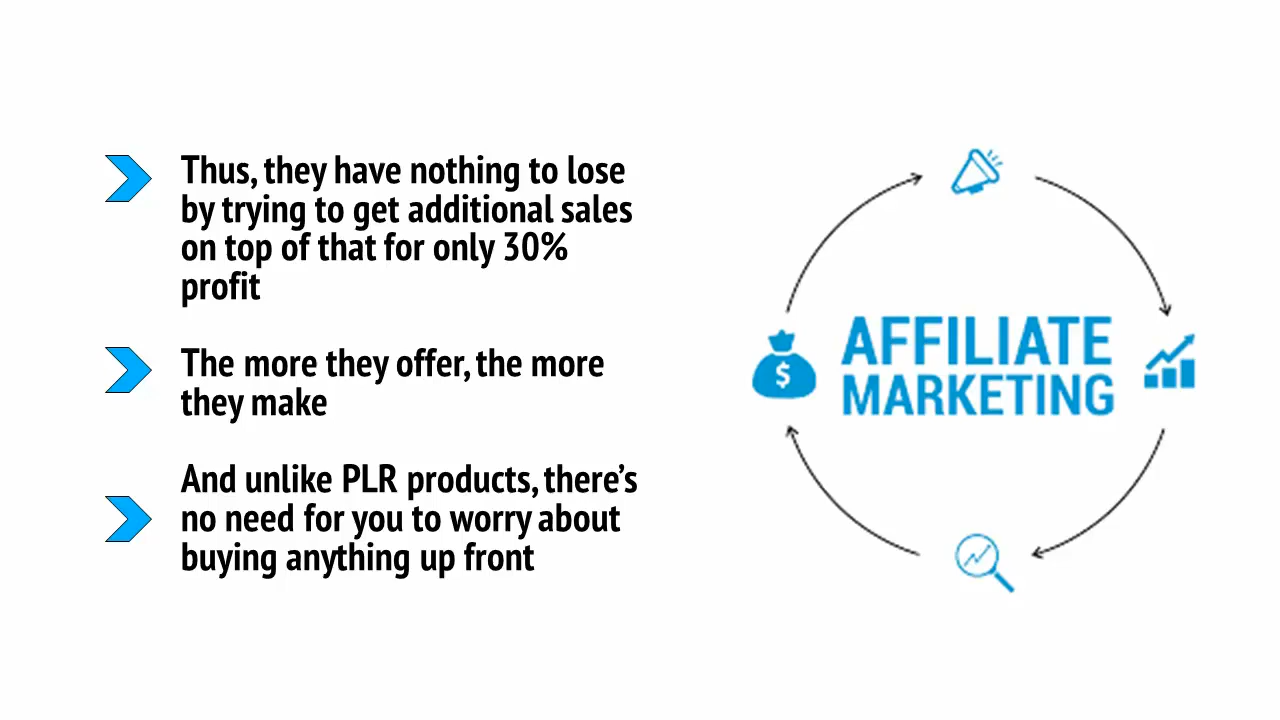 Thus, they have nothing to lose
by trying to get additional sales
on top of that for only 30%
profit
The more they offer, the more
they make
And unlike PLR products, there’s
no need for you to worry about
buying anything up front
AFFILIATE
MARKETING
$